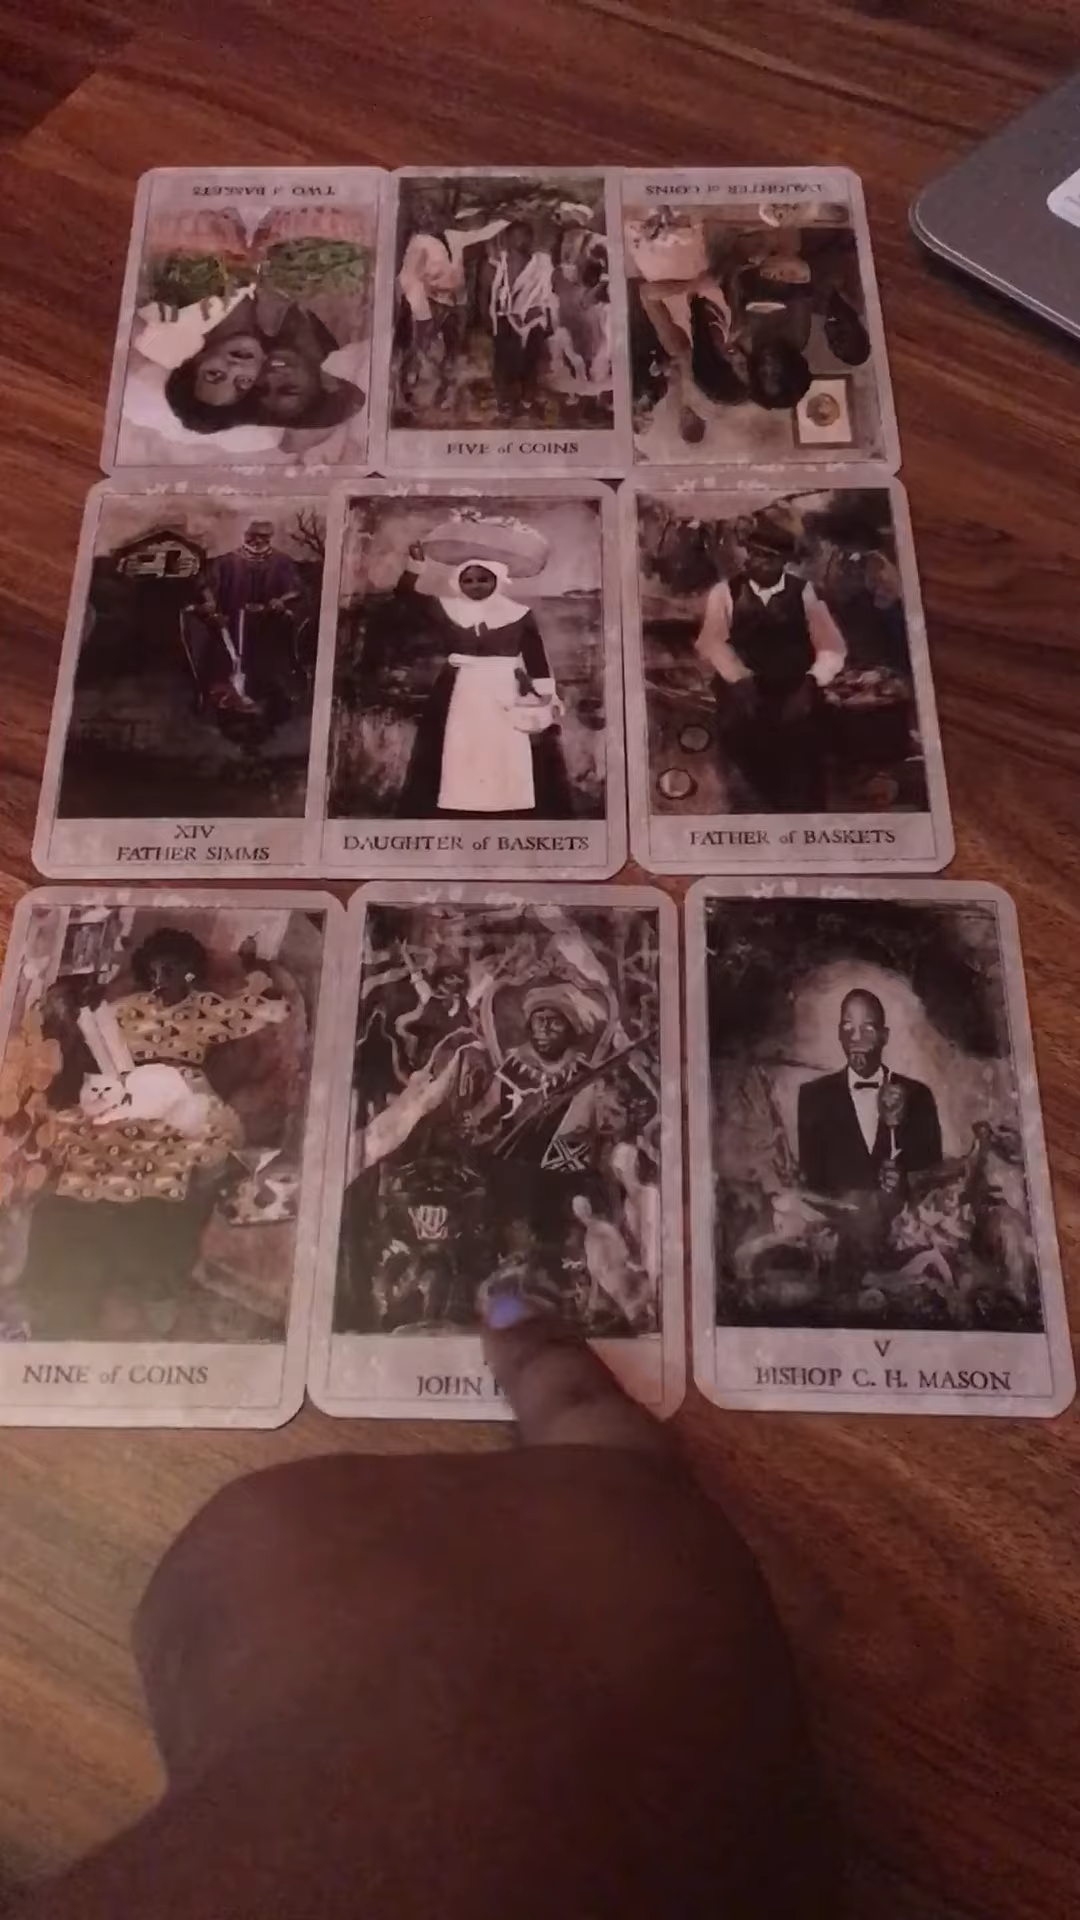 TWO of BASKETS
FIVE of COINS
DAUGHTER of COINS
XIV
FATHER SIMMS
DAUGHTER of BASKETS
FATHER of BASKETS
NINE of COINS
JOHN
V
BISHOP C. H. MASON